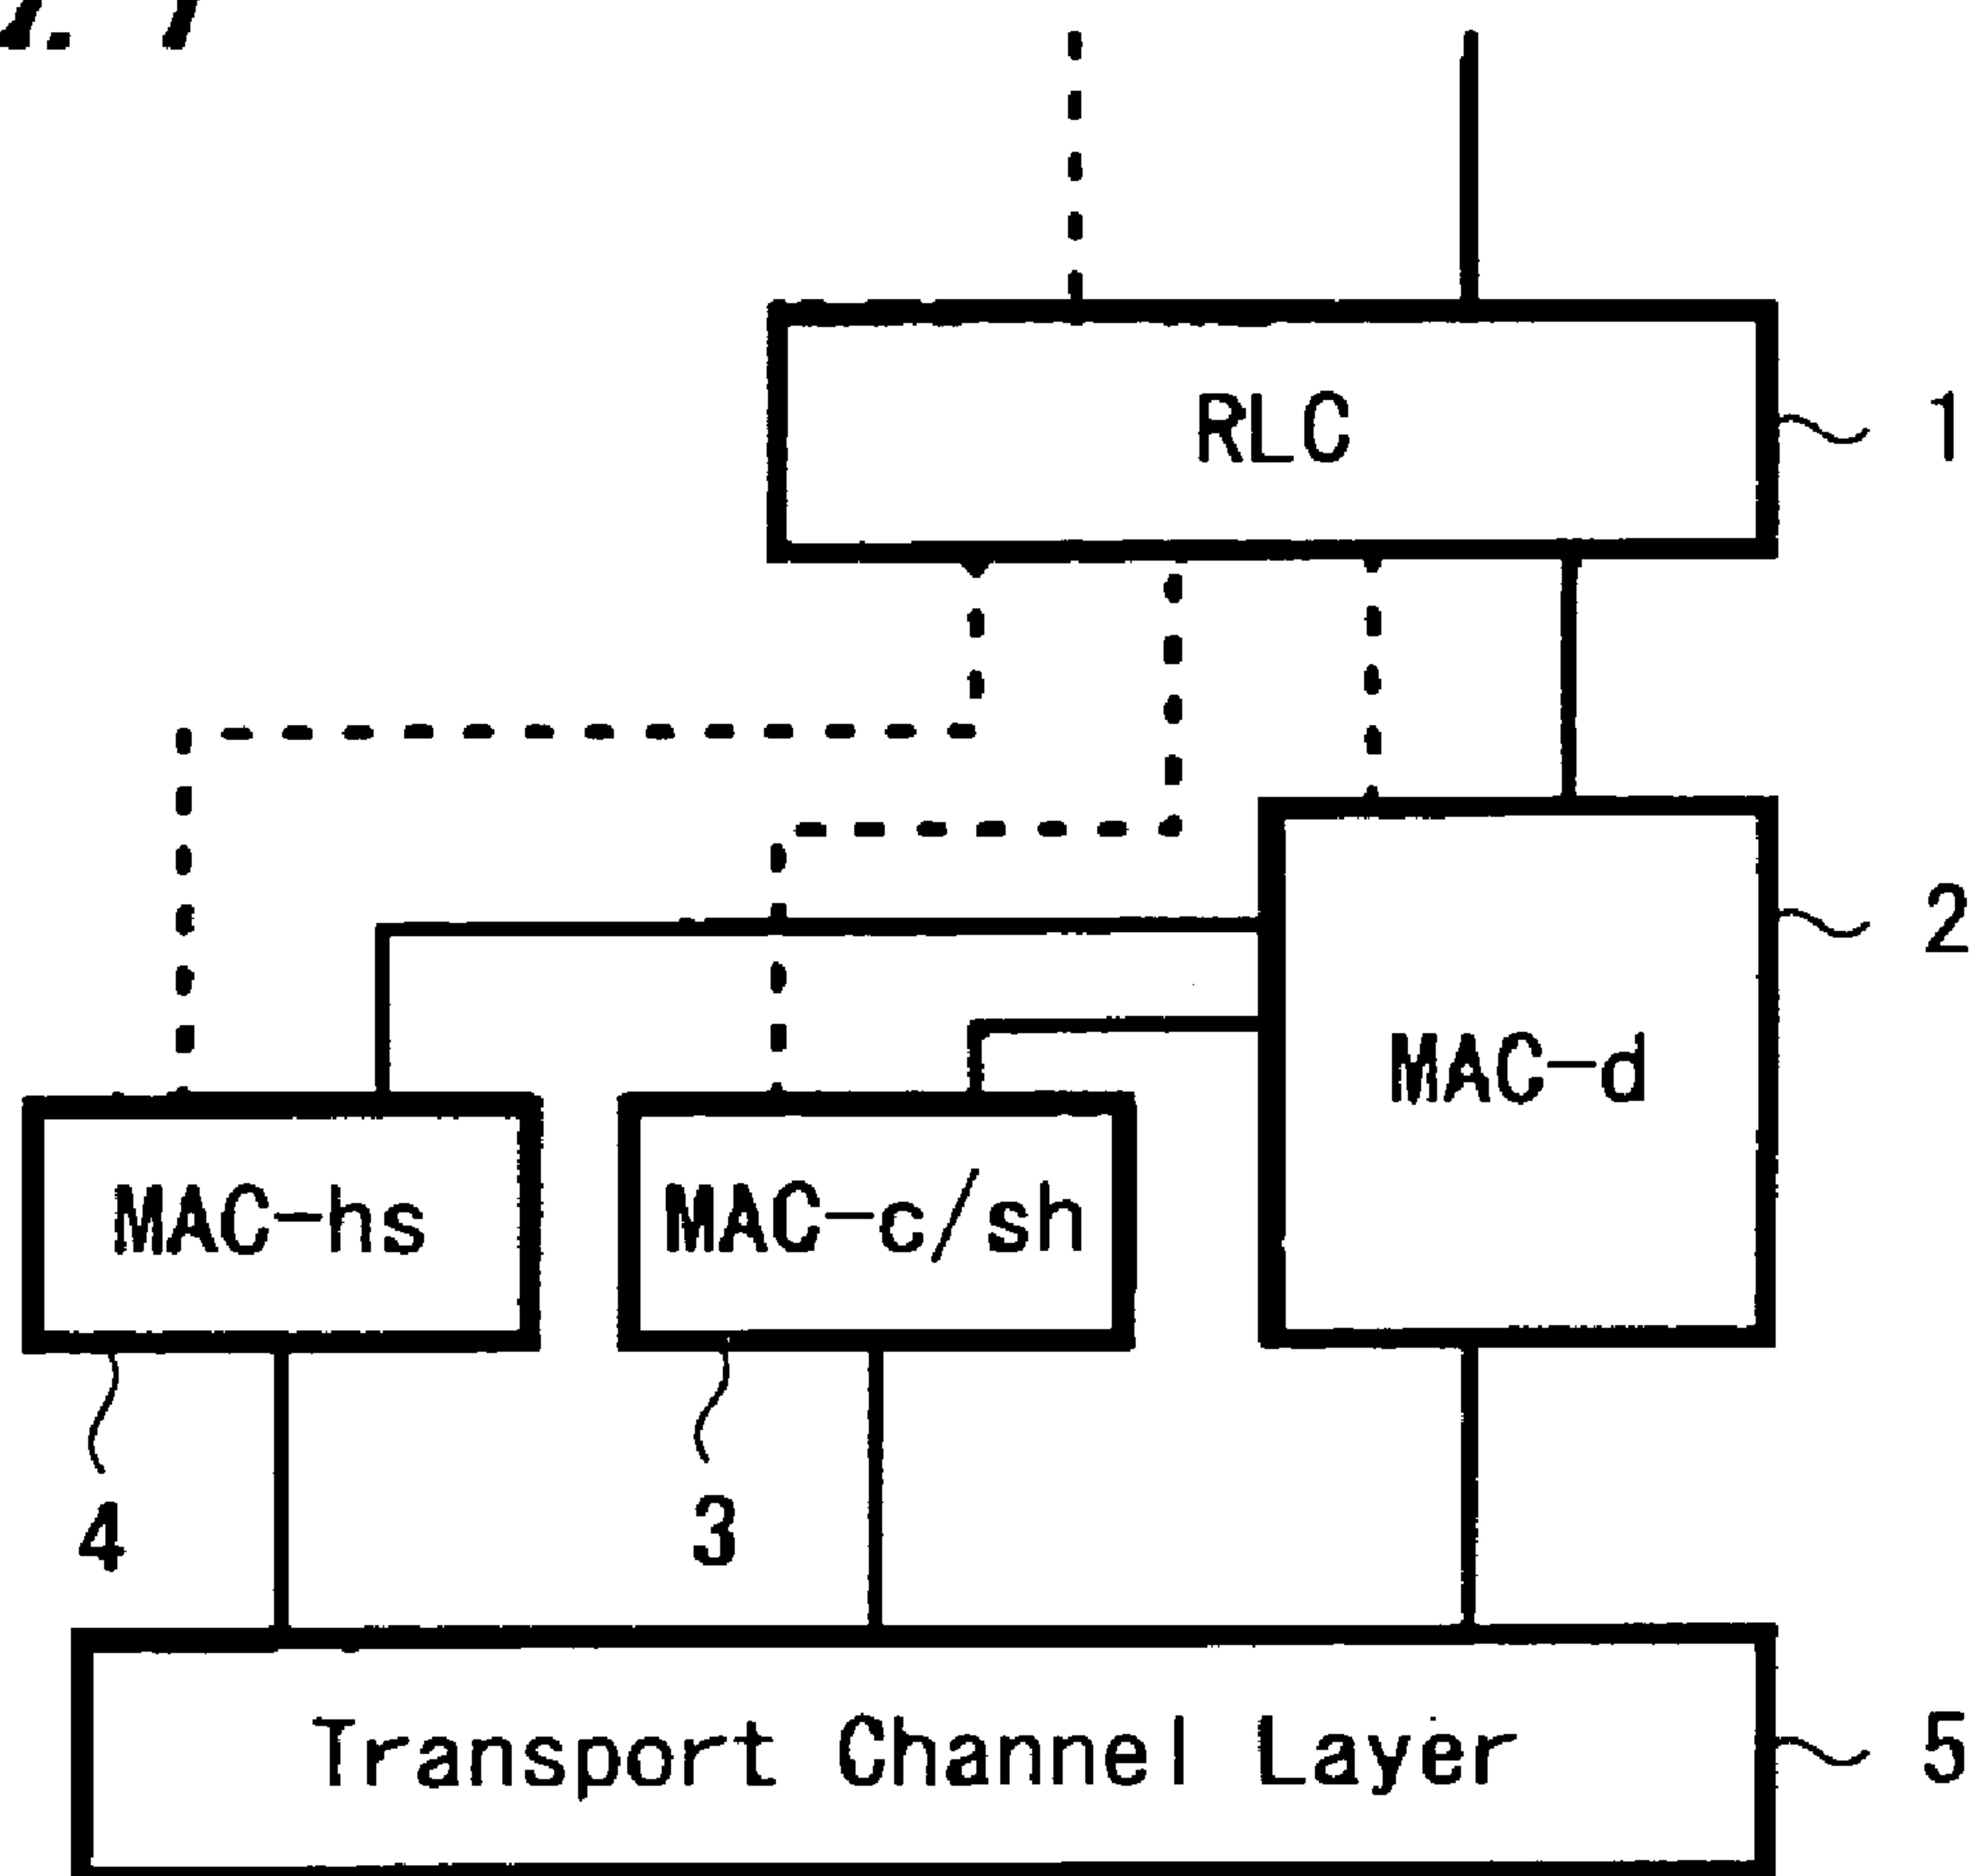 RLC
1
2
MAC-d
MAC-hs
MAC-c/sh
4
3
Transport Channel Layer
5